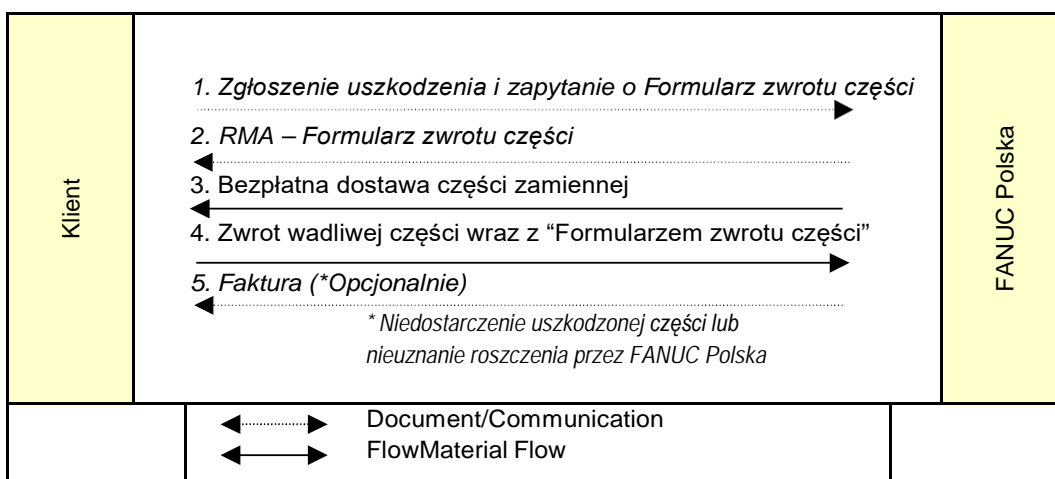 Klient
1. Zgłoszenie uszkodzenia i zapytanie o Formularz zwrotu części
2. RMA – Formularz zwrotu części
3. Bezpłatna dostawa części zamiennej
4. Zwrot wadliwej części wraz z “Formularzem zwrotu części”
5. Faktura (*Opcjonalnie)
* Niedostarczenie uszkodzonej części lub
nieuznanie roszczenia przez FANUC Polska
FANUC Polska
Document/Communication
FlowMaterial Flow